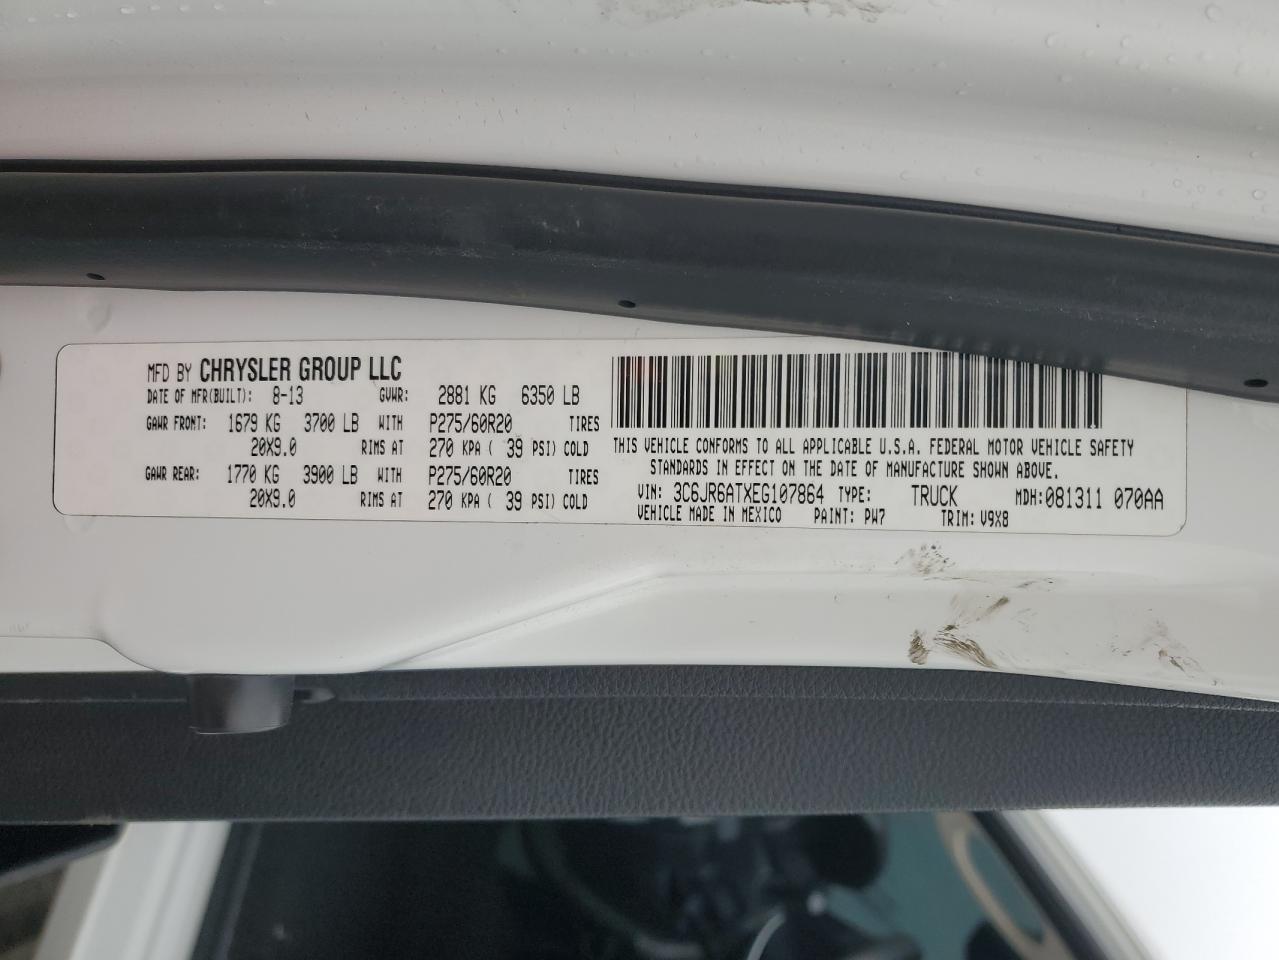 MFD BY CHRYSLER GROUP LLC
DATE OF MFR(BUILT): 8-13 GVWR: 2881 KG 6350 LB
GAWR FRONT: 1679 KG 3700 LB WITH P275/60R20 TIRES
20X9.0 RIMS AT 270 KPA ( 39 PSI) COLD
GAWR REAR: 1770 KG 3900 LB WITH P275/60R20 TIRES
20X9.0 RIMS AT 270 KPA ( 39 PSI) COLD
THIS VEHICLE CONFORMS TO ALL APPLICABLE U.S.A. FEDERAL MOTOR VEHICLE SAFETY
STANDARDS IN EFFECT ON THE DATE OF MANUFACTURE SHOWN ABOVE.
VIN: 3C6JR6ATXEG107864 TYPE: TRUCK MDH:081311 070AA
VEHICLE MADE IN MEXICO PAINT: PW7 TRIM: V9X8